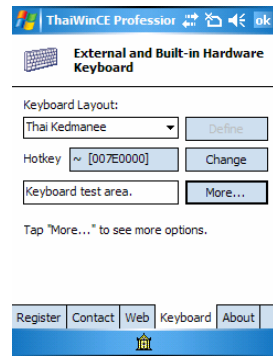 ThaiWinCE Professior ok
External and Built-in Hardware
Keyboard
Keyboard Layout:
Thai Kedmanee Define
Hotkey ~ [007E0000] Change
Keyboard test area. More...
Tap "More..." to see more options.
Register Contact Web Keyboard About